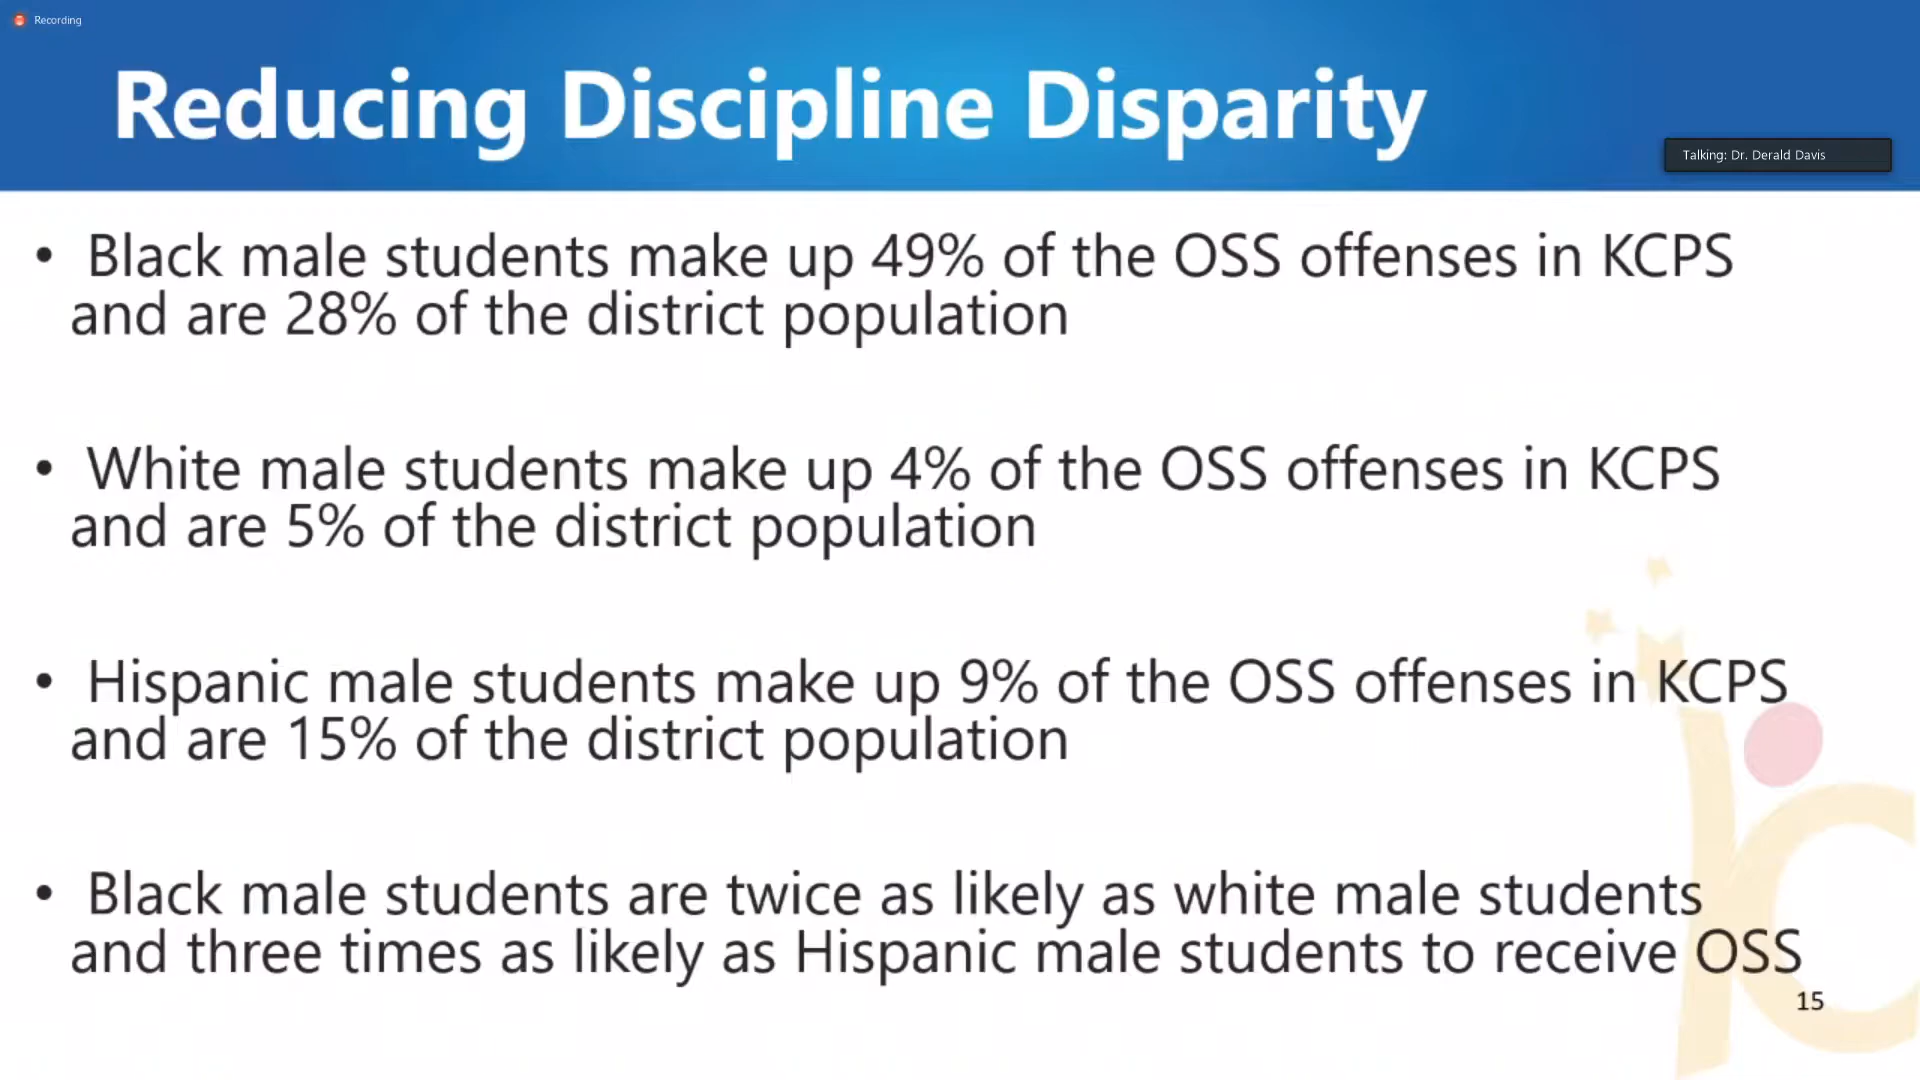 Recording
Reducing Discipline Disparity
Talking: Dr. Derald Davis
• Black male students make up 49% of the OSS offenses in KCPS
and are 28% of the district population
• White male students make up 4% of the OSS offenses in KCPS
and are 5% of the district population
• Hispanic male students make up 9% of the OSS offenses in KCPS
and are 15% of the district population
• Black male students are twice as likely as white male students
and three times as likely as Hispanic male students to receive OSS
15
kc